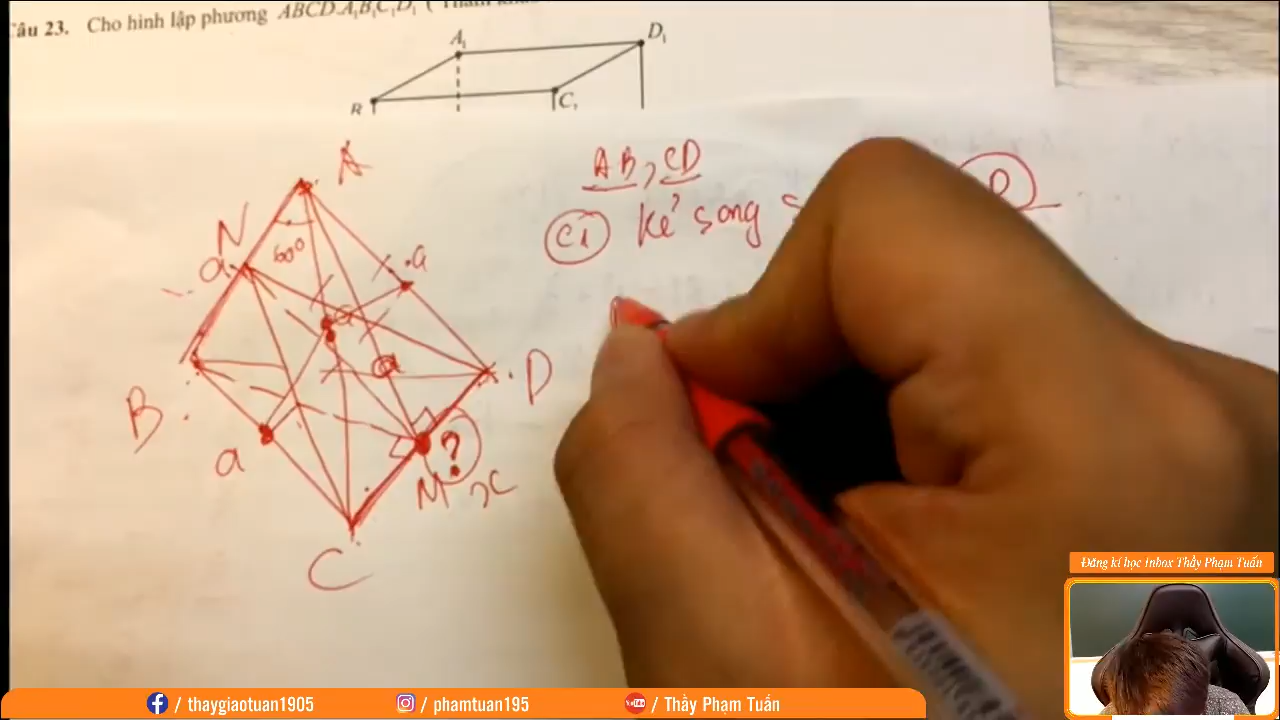 Câu 23. Cho hình lập phương ABCD.A₁B₁C₁D₁
A₁
D₁
B
C₁
A
AB, CD
C1 Kẻ song
N
60°
a
a
B
D
a
?
M
C
Đăng kí học Inbox Thầy Phạm Tuấn
/ thaygiaotuan1905
/ phamtuan195
/ Thầy Phạm Tuấn